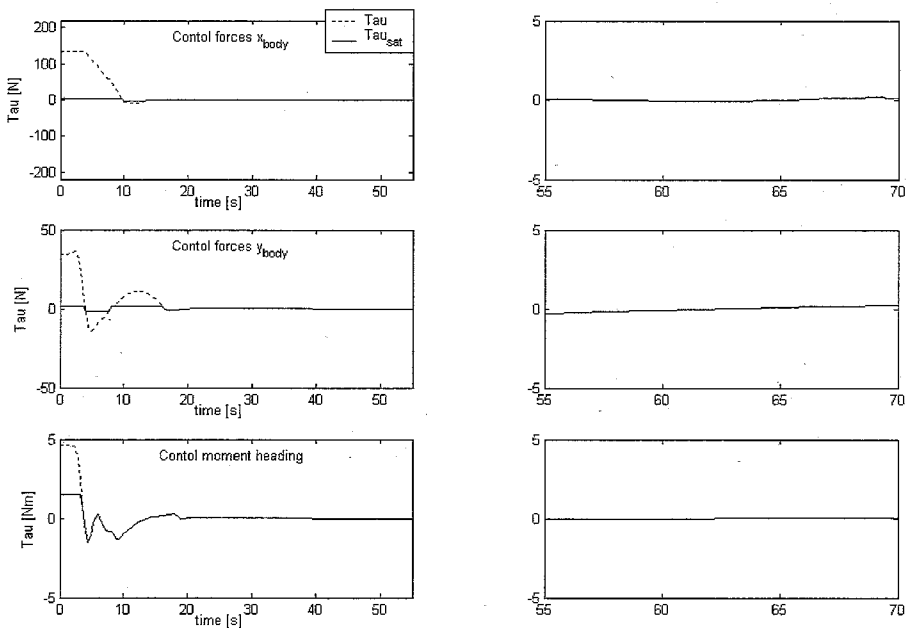 Tau
Tau_sat
Contol forces x_body
200
100
0
-100
-200
Tau [N]
0 10 20 30 40 50
time [s]
5
0
-5
55 60 65 70
Contol forces y_body
50
0
-50
Tau [N]
0 10 20 30 40 50
time [s]
5
0
-5
55 60 65 70
Contol moment heading
5
0
-5
Tau [Nm]
0 10 20 30 40 50
time [s]
5
0
-5
55 60 65 70